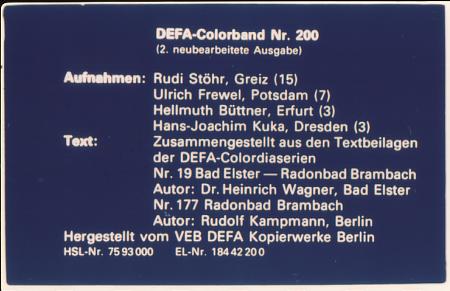 DEFA-Colorband Nr. 200
(2. neubearbeitete Ausgabe)
Aufnahmen: Rudi Stöhr, Greiz (15)
Ulrich Frewel, Potsdam (7)
Hellmuth Büttner, Erfurt (3)
Hans-Joachim Kuka, Dresden (3)
Text: Zusammengestellt aus den Textbeilagen
der DEFA-Colordiaserien
Nr. 19 Bad Elster — Radonbad Brambach
Autor: Dr. Heinrich Wagner, Bad Elster
Nr. 177 Radonbad Brambach
Autor: Rudolf Kampmann, Berlin
Hergestellt vom VEB DEFA Kopierwerke Berlin
HSL-Nr. 75 93 000 EL-Nr. 184 42 20 0